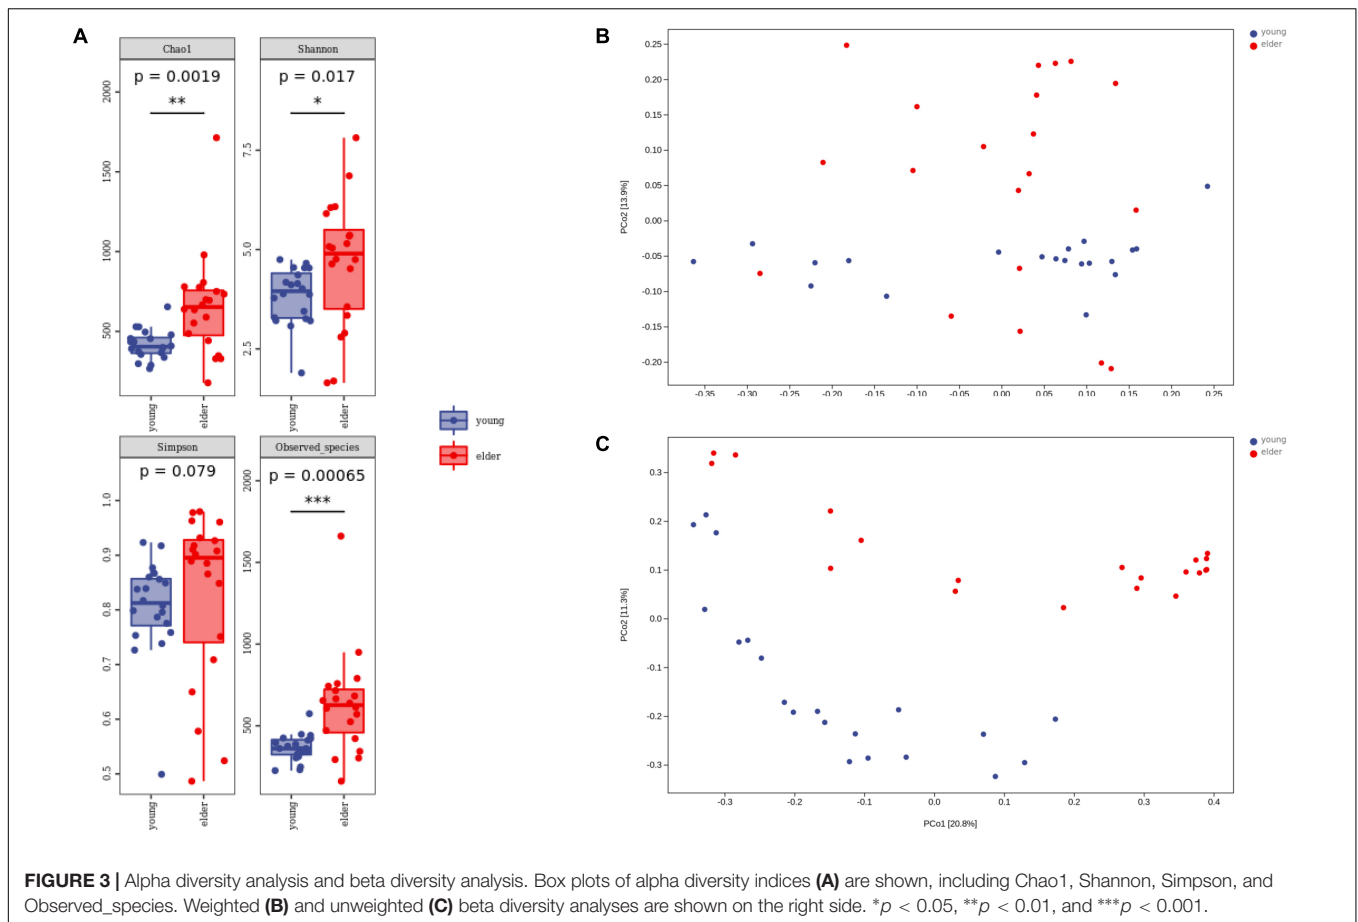 A
Chao1
p = 0.0019
**
2000
1500
1000
500
young
elder
Shannon
p = 0.017
*
7.5
5.0
2.5
young
elder
Simpson
p = 0.079
1.0
0.9
0.8
0.7
0.6
0.5
young
elder
Observed_species
p = 0.00065
***
2000
1500
1000
500
young
elder
young
elder
B
young
elder
PCo2 [13.9%]
0.25
0.20
0.15
0.10
0.05
0.00
-0.05
-0.10
-0.15
-0.20
-0.35 -0.30 -0.25 -0.20 -0.15 -0.10 -0.05 0.00 0.05 0.10 0.15 0.20 0.25
C
young
elder
PCo2 [11.3%]
0.3
0.2
0.1
0.0
-0.1
-0.2
-0.3
-0.3 -0.2 -0.1 0.0 0.1 0.2 0.3 0.4
PCo1 [20.8%]
FIGURE 3 | Alpha diversity analysis and beta diversity analysis. Box plots of alpha diversity indices (A) are shown, including Chao1, Shannon, Simpson, and
Observed_species. Weighted (B) and unweighted (C) beta diversity analyses are shown on the right side. *p < 0.05, **p < 0.01, and ***p < 0.001.